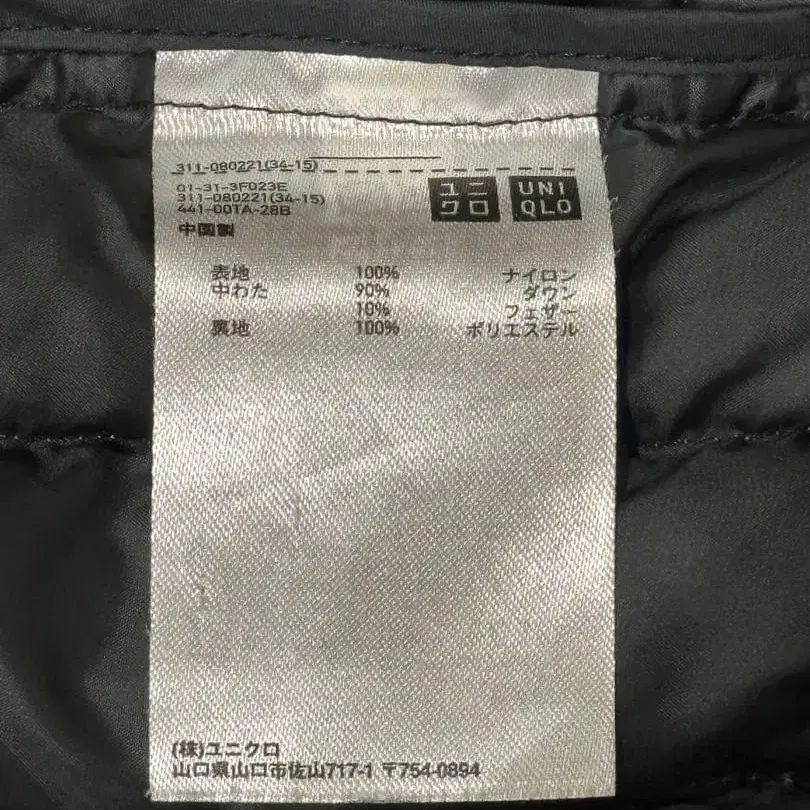 311-080221(34-15)
01-31-3F023E
311-080221(34-15)
441-00TA-28B
ユニ
クロ
UNI
QLO
中国製
表地 100% ナイロン
中わた 90% ダウン
10% フェザー
裏地 100% ポリエステル
(株)ユニクロ
山口県山口市佐山717-1 〒754-0894